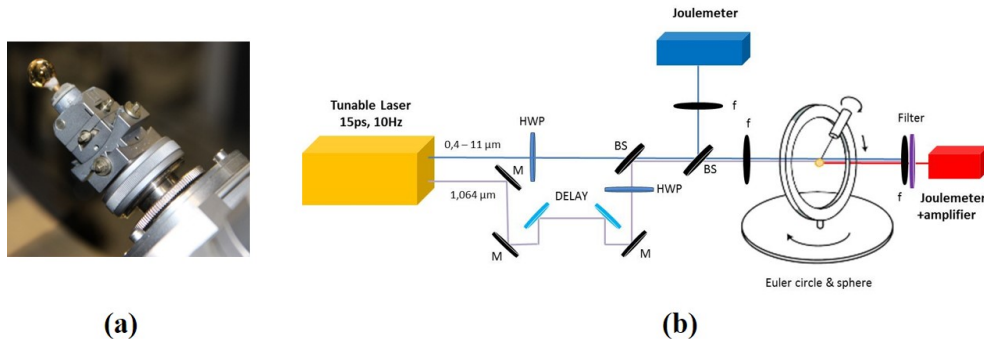 Joulemeter
Tunable Laser
15ps, 10Hz
HWP
f
f
Filter
0,4 – 11 µm
BS
M
BS
HWP
1,064 µm
DELAY
f
Joulemeter
+amplifier
M
M
Euler circle & sphere
(a)
(b)